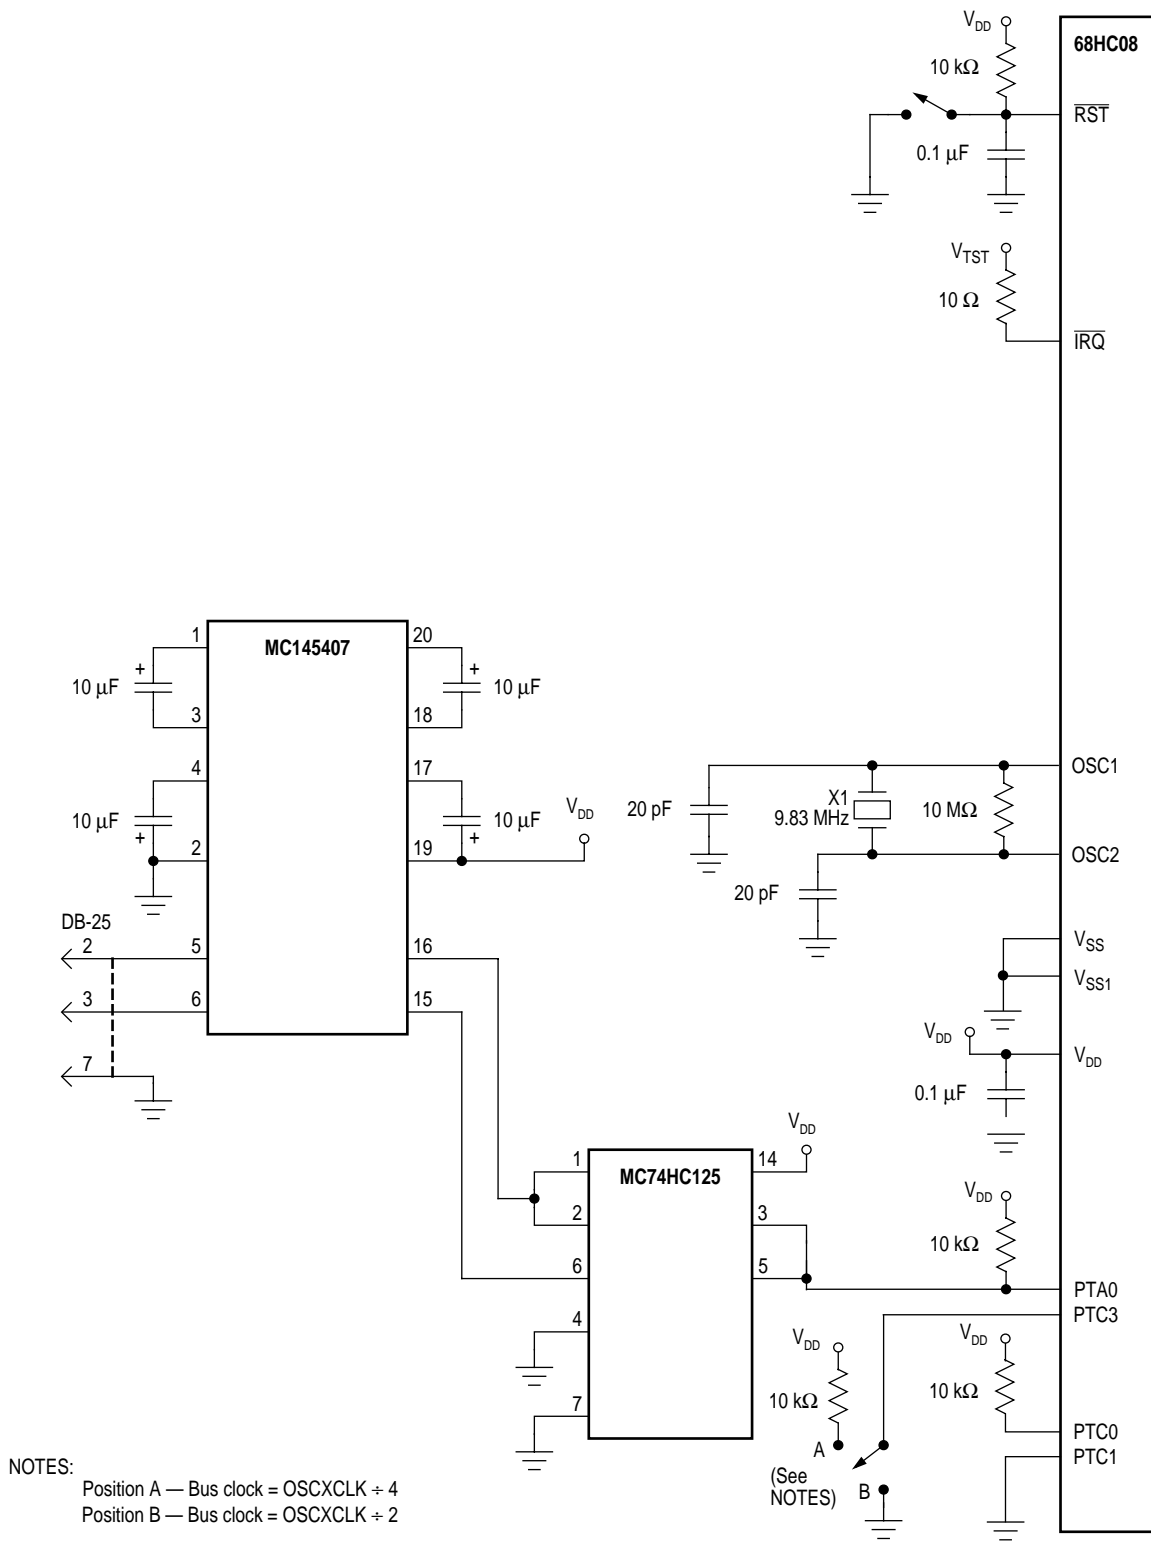 V_DD
68HC08
10 kΩ
RST
0.1 µF
V_TST
10 Ω
IRQ
MC145407
1
20
+
10 µF
+
10 µF
3
18
4
17
10 µF
+
10 µF
+
V_DD
2
19
DB-25
2
5
16
3
6
15
7
OSC1
20 pF
X1
9.83 MHz
10 MΩ
OSC2
20 pF
V_SS
V_SS1
V_DD
V_DD
0.1 µF
V_DD
MC74HC125
1
14
2
3
6
5
4
7
V_DD
10 kΩ
PTA0
PTC3
V_DD
10 kΩ
V_DD
10 kΩ
PTC0
PTC1
A
(See
NOTES)
B
NOTES:
Position A — Bus clock = OSCXCLK ÷ 4
Position B — Bus clock = OSCXCLK ÷ 2